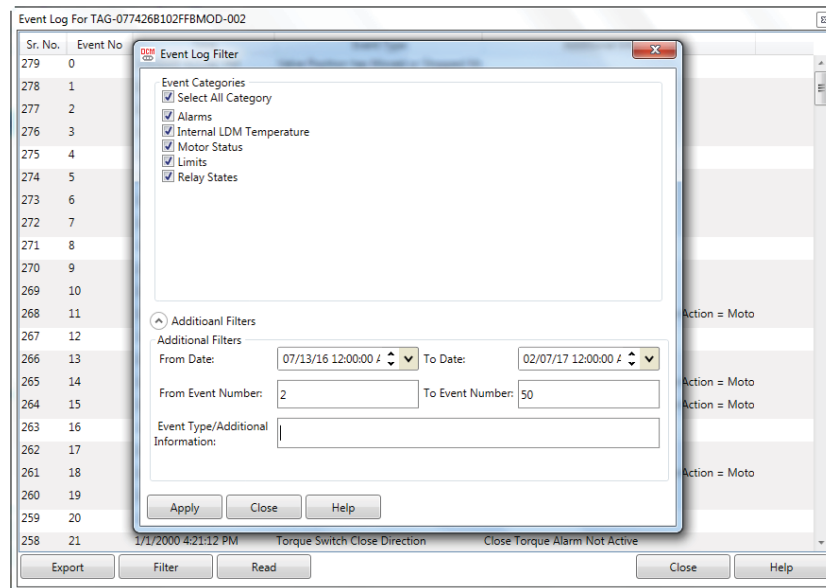 Event Log For TAG-077426B102FFBMOD-002
Sr. No. Event No
DCM Event Log Filter
279 0
278 1
277 2
276 3
275 4
274 5
273 6
272 7
271 8
270 9
269 10
268 11 Action = Moto
267 12
266 13
265 14 Action = Moto
264 15 Action = Moto
263 16
262 17
261 18 Action = Moto
260 19
259 20
258 21 1/1/2000 4:21:12 PM Torque Switch Close Direction Close Torque Alarm Not Active
Event Categories
Select All Category
Alarms
Internal LDM Temperature
Motor Status
Limits
Relay States
Additioanl Filters
Additional Filters
From Date: 07/13/16 12:00:00 To Date: 02/07/17 12:00:00
From Event Number: 2 To Event Number: 50
Event Type/Additional
Information:
Apply Close Help
Export Filter Read Close Help